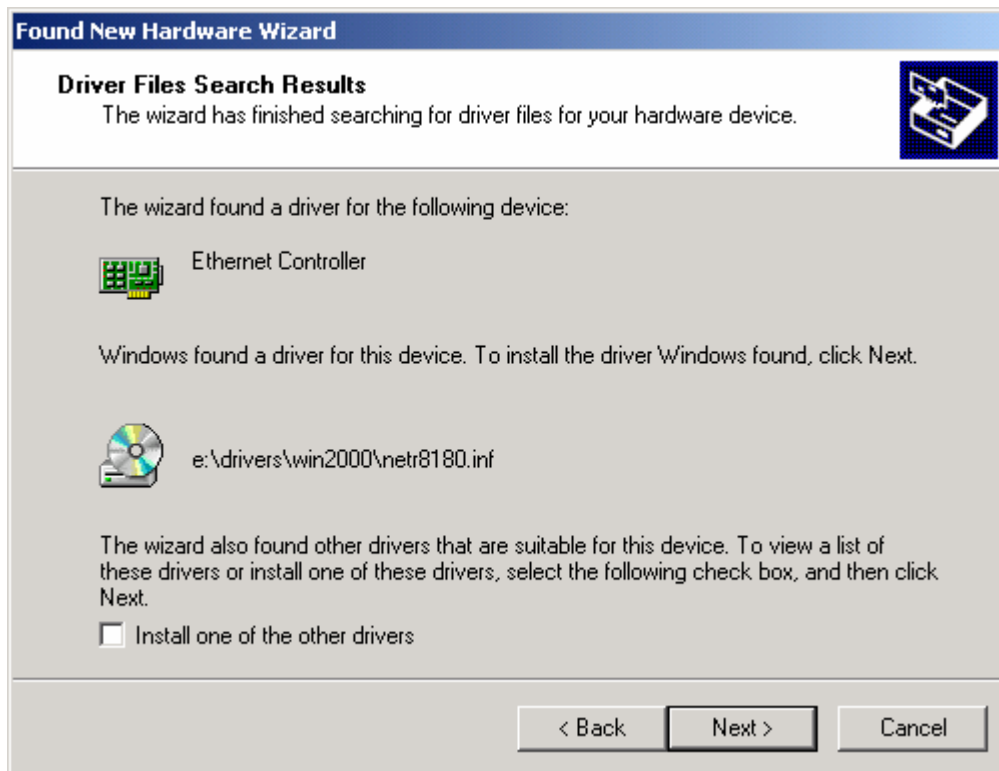 Found New Hardware Wizard
Driver Files Search Results
The wizard has finished searching for driver files for your hardware device.
The wizard found a driver for the following device:
Ethernet Controller
Windows found a driver for this device. To install the driver Windows found, click Next.
e:\drivers\win2000\netr8180.inf
The wizard also found other drivers that are suitable for this device. To view a list of
these drivers or install one of these drivers, select the following check box, and then click
Next.
Install one of the other drivers
< Back Next > Cancel